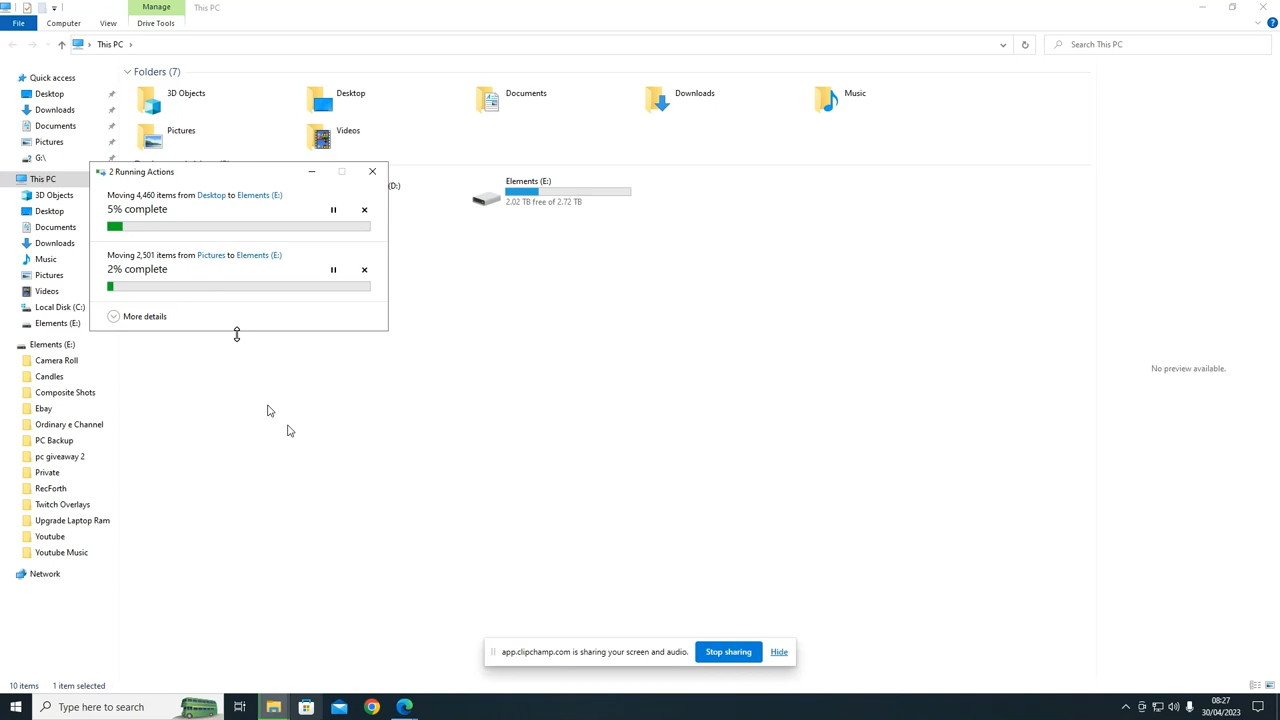 Manage
This PC
File
Computer
View
Drive Tools
This PC
Search This PC
Quick access
Desktop
Downloads
Documents
Pictures
G:\
This PC
3D Objects
Desktop
Documents
Downloads
Music
Pictures
Videos
Local Disk (C:)
Elements (E:)
Elements (E:)
Camera Roll
Candles
Composite Shots
Ebay
Ordinary e Channel
PC Backup
pc giveaway 2
Private
RecForth
Twitch Overlays
Upgrade Laptop Ram
Youtube
Youtube Music
Network
Folders (7)
3D Objects
Desktop
Documents
Downloads
Music
Pictures
Videos
(D:)
Elements (E:)
2.02 TB free of 2.72 TB
2 Running Actions
Moving 4,460 items from Desktop to Elements (E:)
5% complete
Moving 2,501 items from Pictures to Elements (E:)
2% complete
More details
No preview available.
app.clipchamp.com is sharing your screen and audio.
Stop sharing
Hide
10 items
1 item selected
Type here to search
08:27
30/04/2023